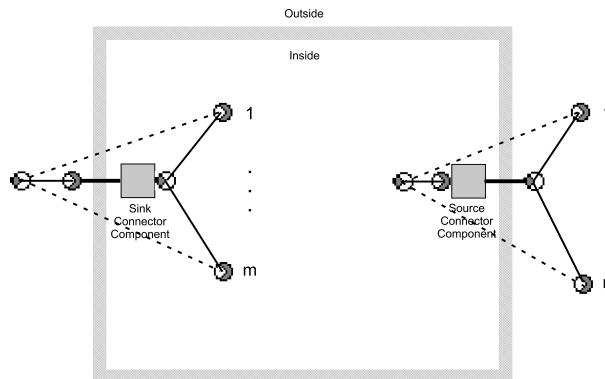 Outside
Inside
1
Sink
Connector
Component
Source
Connector
Component
m